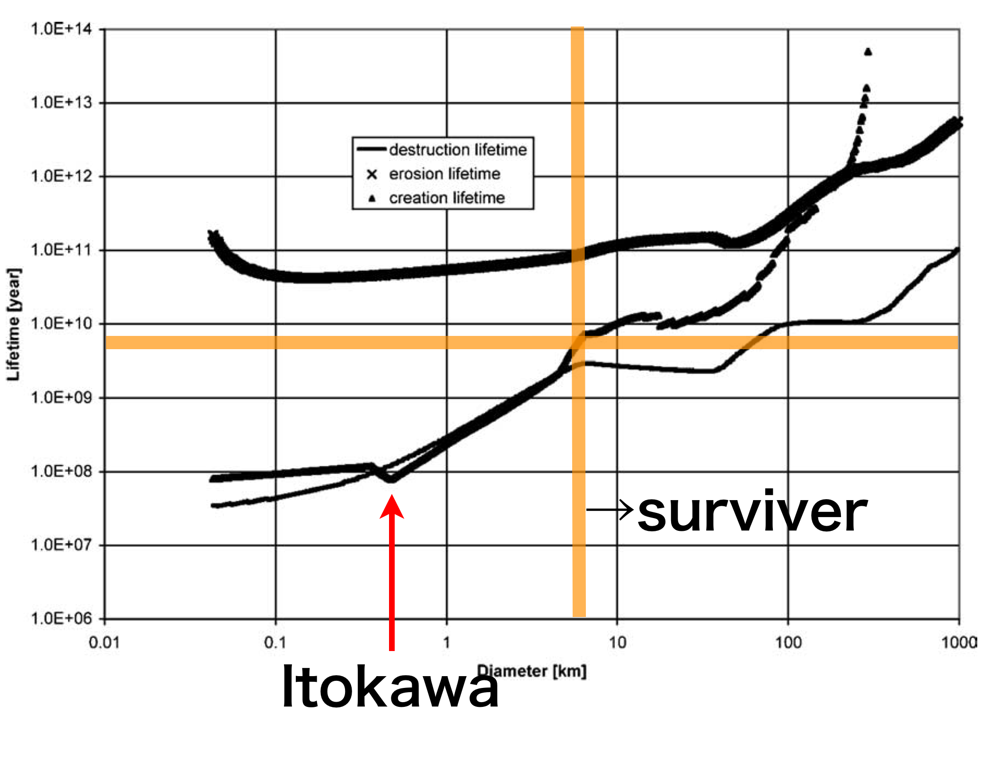 1.0E+14
1.0E+13
1.0E+12
1.0E+11
1.0E+10
1.0E+09
1.0E+08
1.0E+07
1.0E+06
Lifetime [year]
destruction lifetime
erosion lifetime
creation lifetime
→surviver
0.01 0.1 1 10 100 1000
Diameter [km]
Itokawa